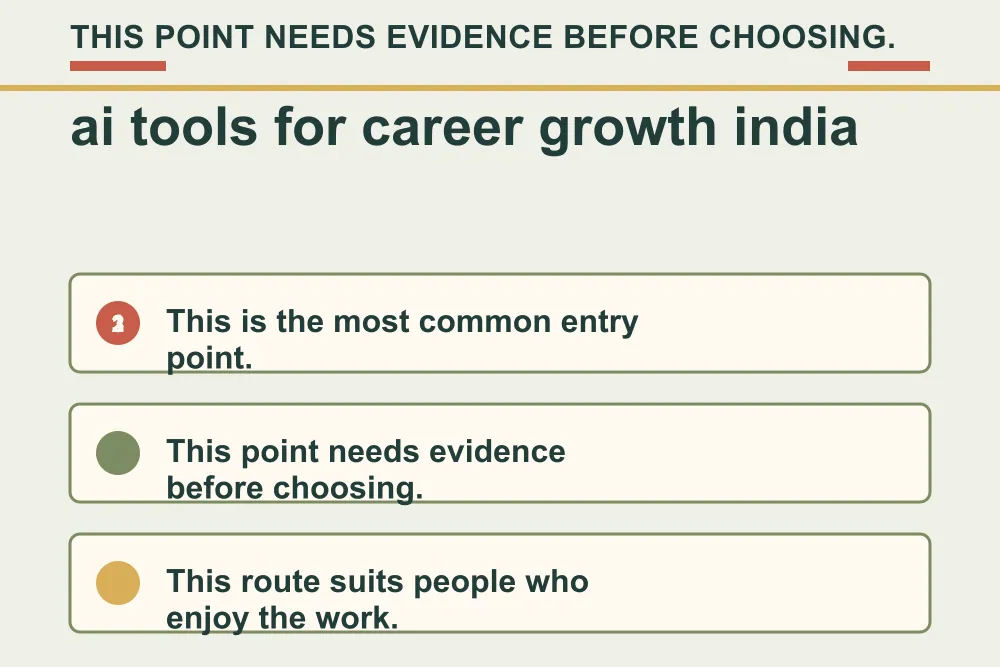 THIS POINT NEEDS EVIDENCE BEFORE CHOOSING.
ai tools for career growth india
This is the most common entry
point.
This point needs evidence
before choosing.
This route suits people who
enjoy the work.